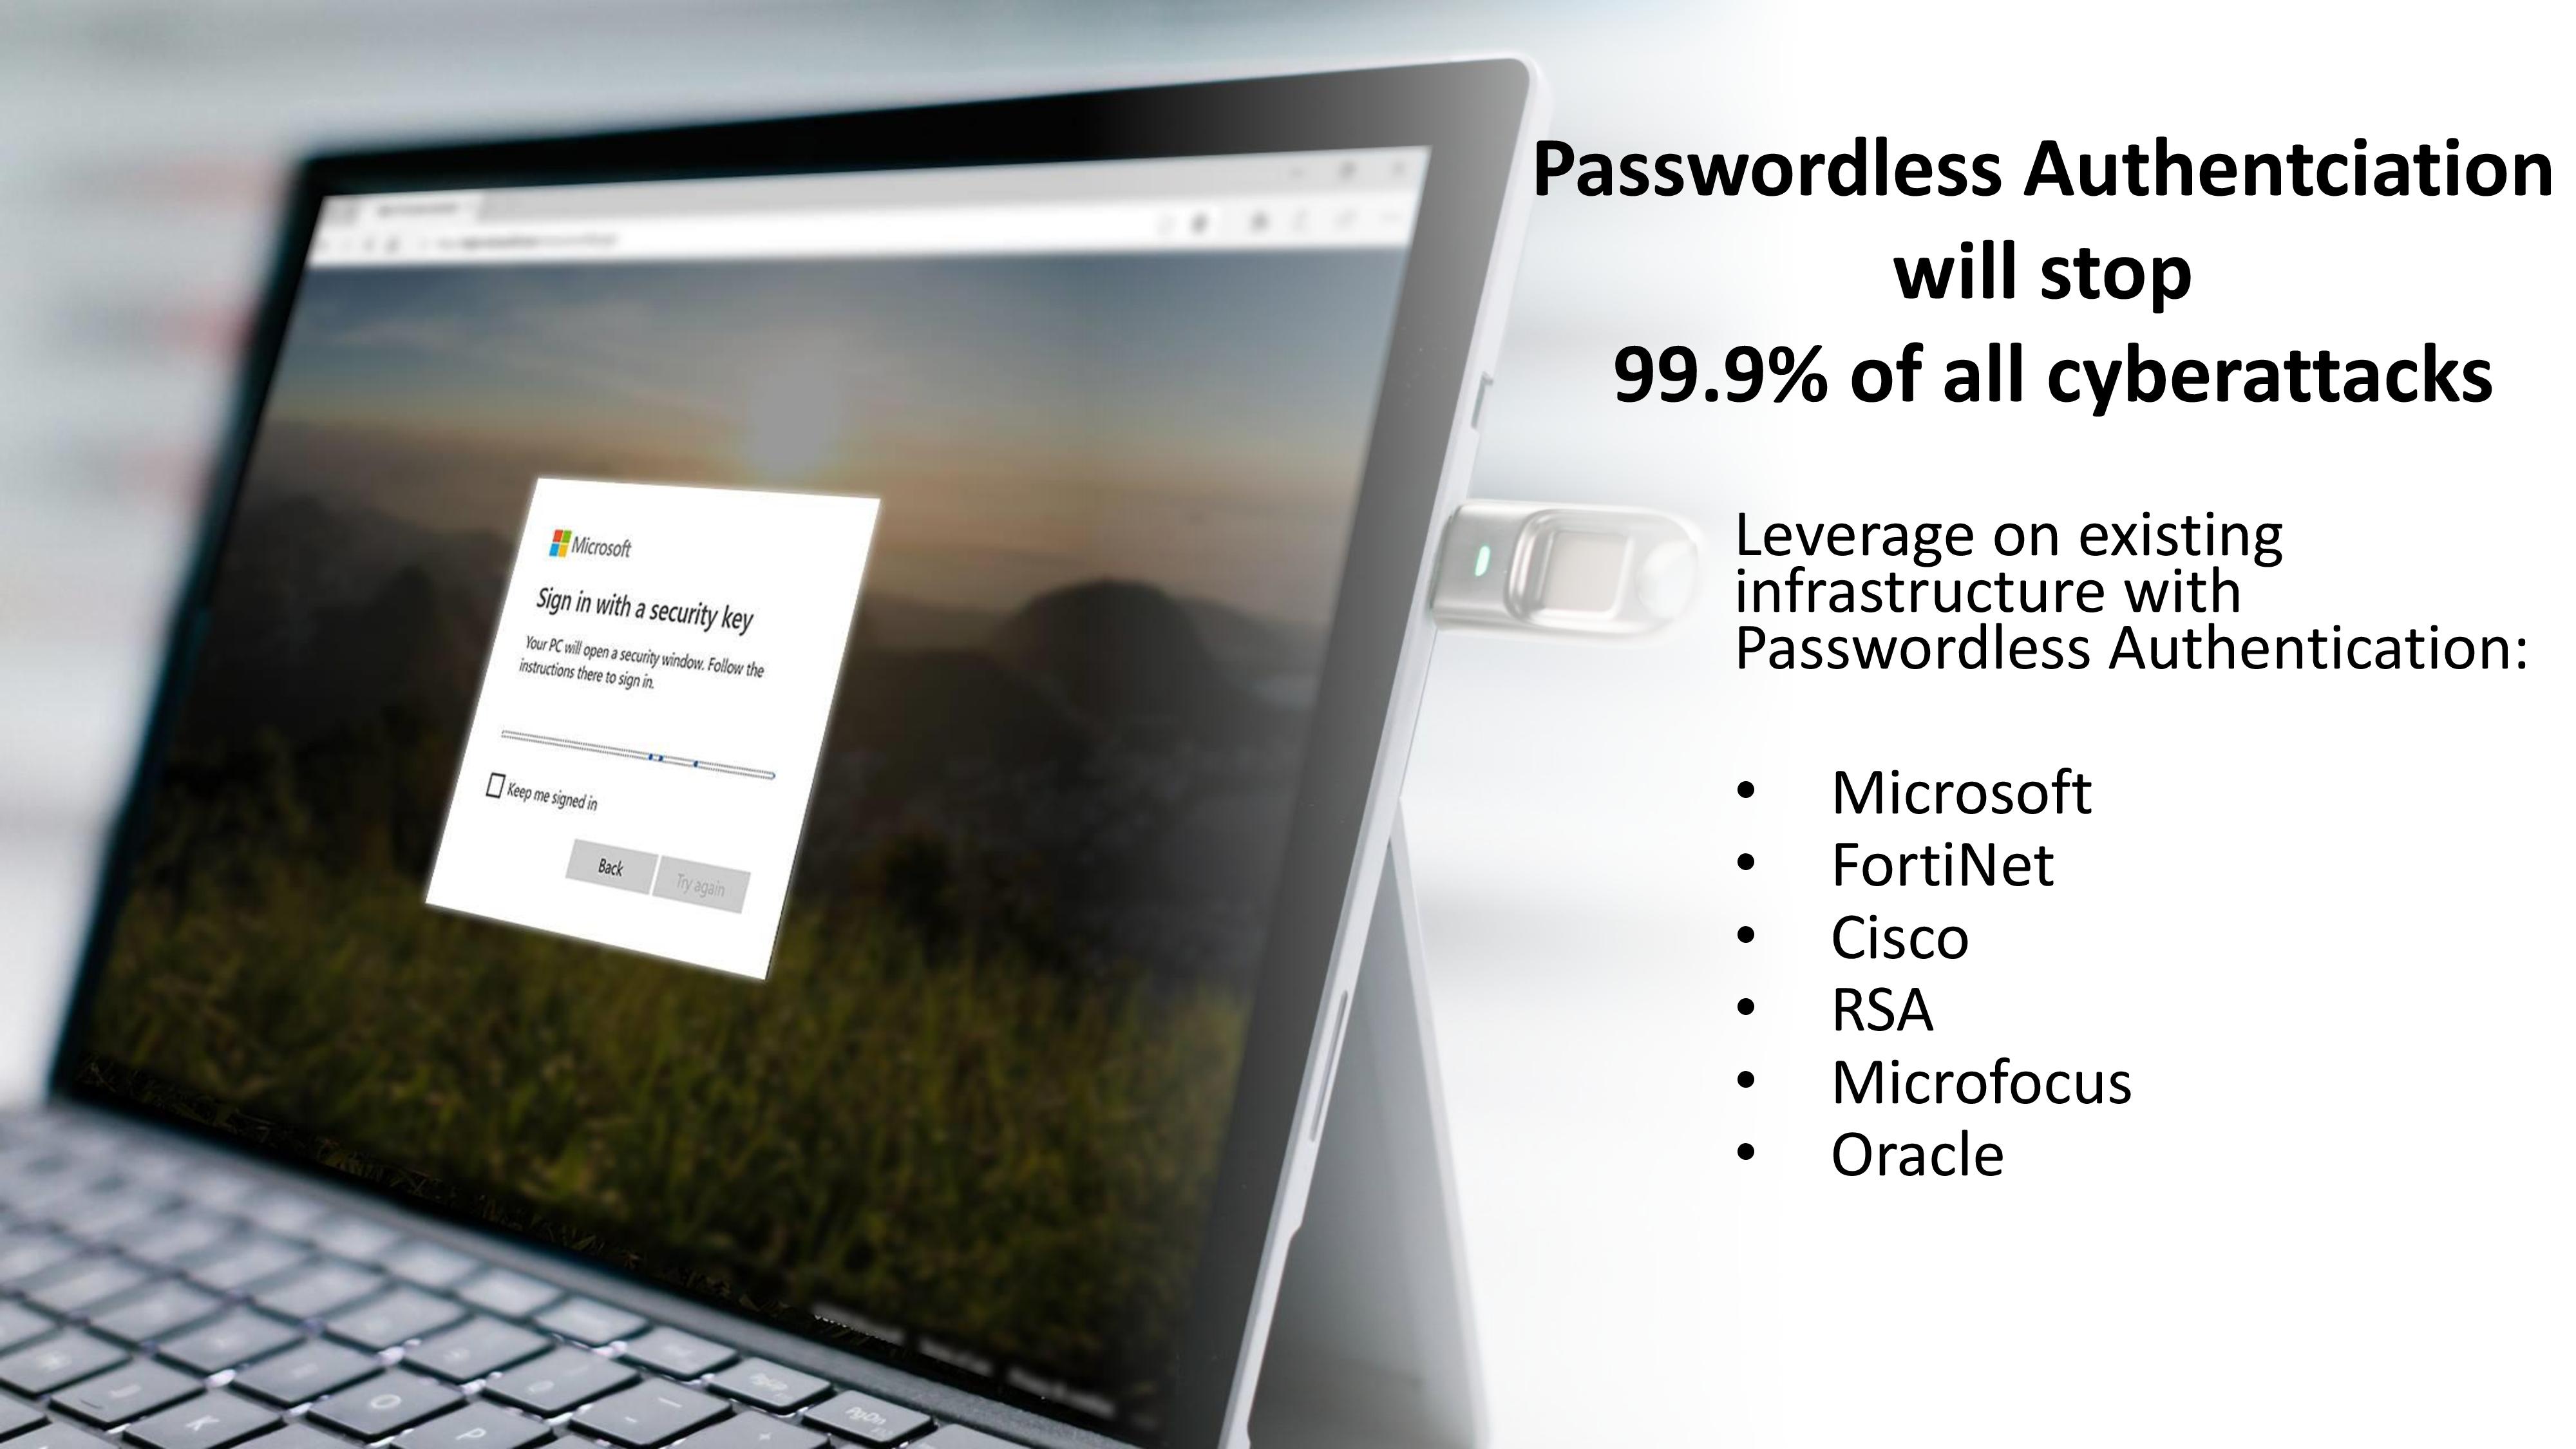 Passwordless Authentciation
will stop
99.9% of all cyberattacks
Leverage on existing
infrastructure with
Passwordless Authentication:
• Microsoft
• FortiNet
• Cisco
• RSA
• Microfocus
• Oracle
Microsoft
Sign in with a security key
Your PC will open a security window. Follow the
instructions there to sign in.
Keep me signed in
Back
Try again
PgUp
PgDn
K
O
P